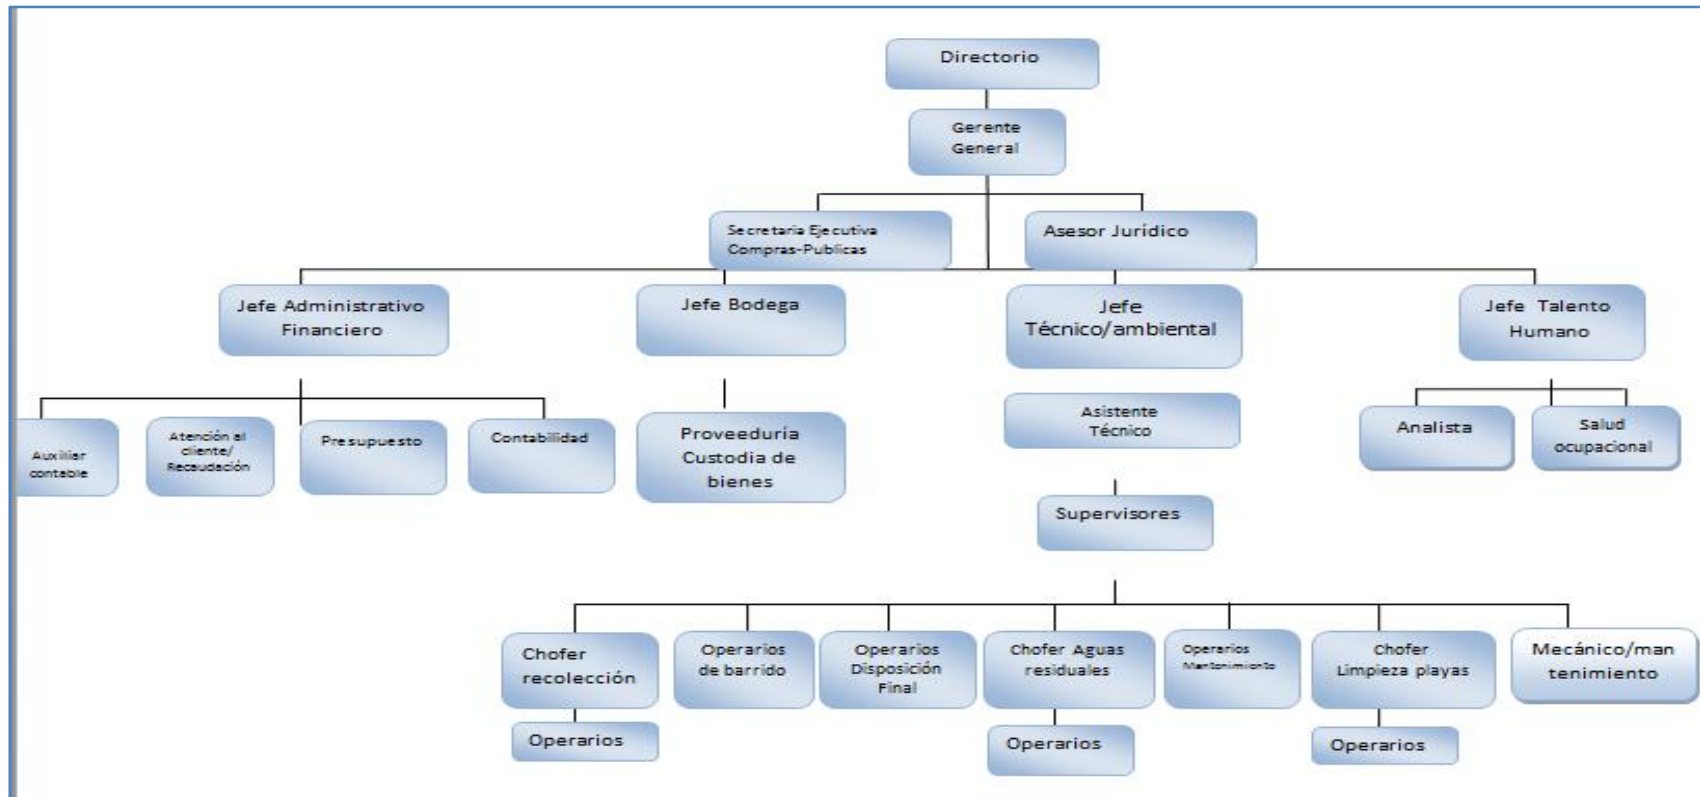 Directorio
Gerente
General
Secretaria Ejecutiva
Compras-Publicas
Asesor Jurídico
Jefe Administrativo
Financiero
Jefe Bodega
Jefe
Técnico/ambiental
Jefe Talento
Humano
Auxiliar
contable
Atención al
cliente/
Recaudación
Presupuesto
Contabilidad
Proveeduría
Custodia de
bienes
Asistente
Técnico
Analista
Salud
ocupacional
Supervisores
Chofer
recolección
Operarios
de barrido
Operarios
Disposición
Final
Chofer Aguas
residuales
Operarios
Mantenimiento
Chofer
Limpieza playas
Mecánico/man
tenimiento
Operarios
Operarios
Operarios